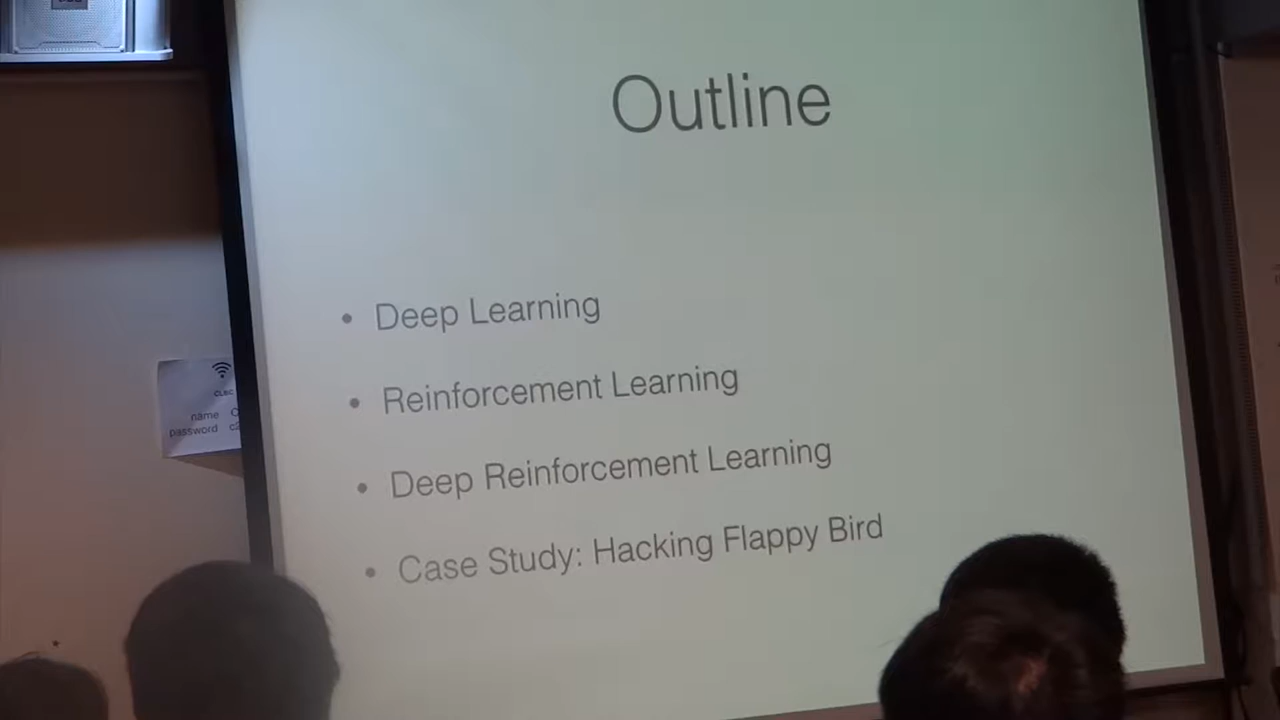 Outline
• Deep Learning
• Reinforcement Learning
• Deep Reinforcement Learning
• Case Study: Hacking Flappy Bird
name
password